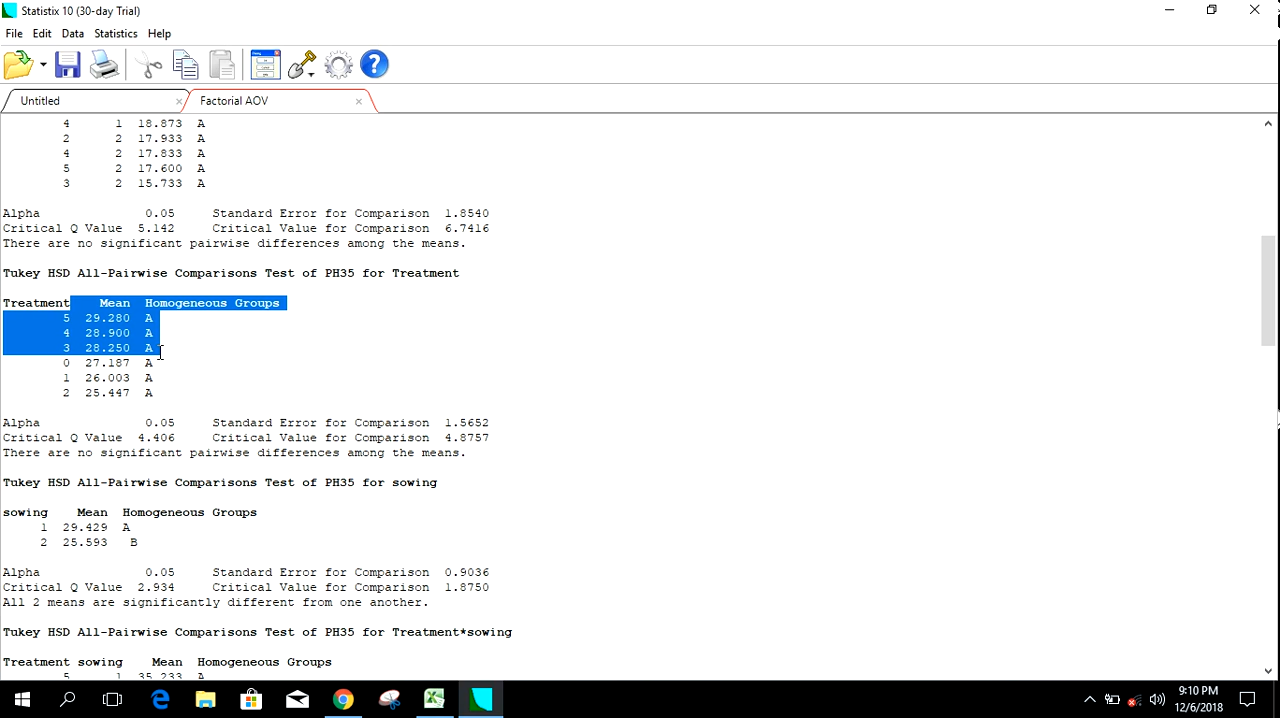 Statistix 10 (30-day Trial)
File Edit Data Statistics Help
Untitled × Factorial AOV ×
4 1 18.873 A
2 2 17.933 A
4 2 17.833 A
5 2 17.600 A
3 2 15.733 A
Alpha 0.05 Standard Error for Comparison 1.8540
Critical Q Value 5.142 Critical Value for Comparison 6.7416
There are no significant pairwise differences among the means.
Tukey HSD All-Pairwise Comparisons Test of PH35 for Treatment
Treatment Mean Homogeneous Groups
5 29.280 A
4 28.900 A
3 28.250 A
0 27.187 A
1 26.003 A
2 25.447 A
Alpha 0.05 Standard Error for Comparison 1.5652
Critical Q Value 4.406 Critical Value for Comparison 4.8757
There are no significant pairwise differences among the means.
Tukey HSD All-Pairwise Comparisons Test of PH35 for sowing
sowing Mean Homogeneous Groups
1 29.429 A
2 25.593 B
Alpha 0.05 Standard Error for Comparison 0.9036
Critical Q Value 2.934 Critical Value for Comparison 1.8750
All 2 means are significantly different from one another.
Tukey HSD All-Pairwise Comparisons Test of PH35 for Treatment*sowing
Treatment sowing Mean Homogeneous Groups
5 1 35.233 A
9:10 PM
12/6/2018